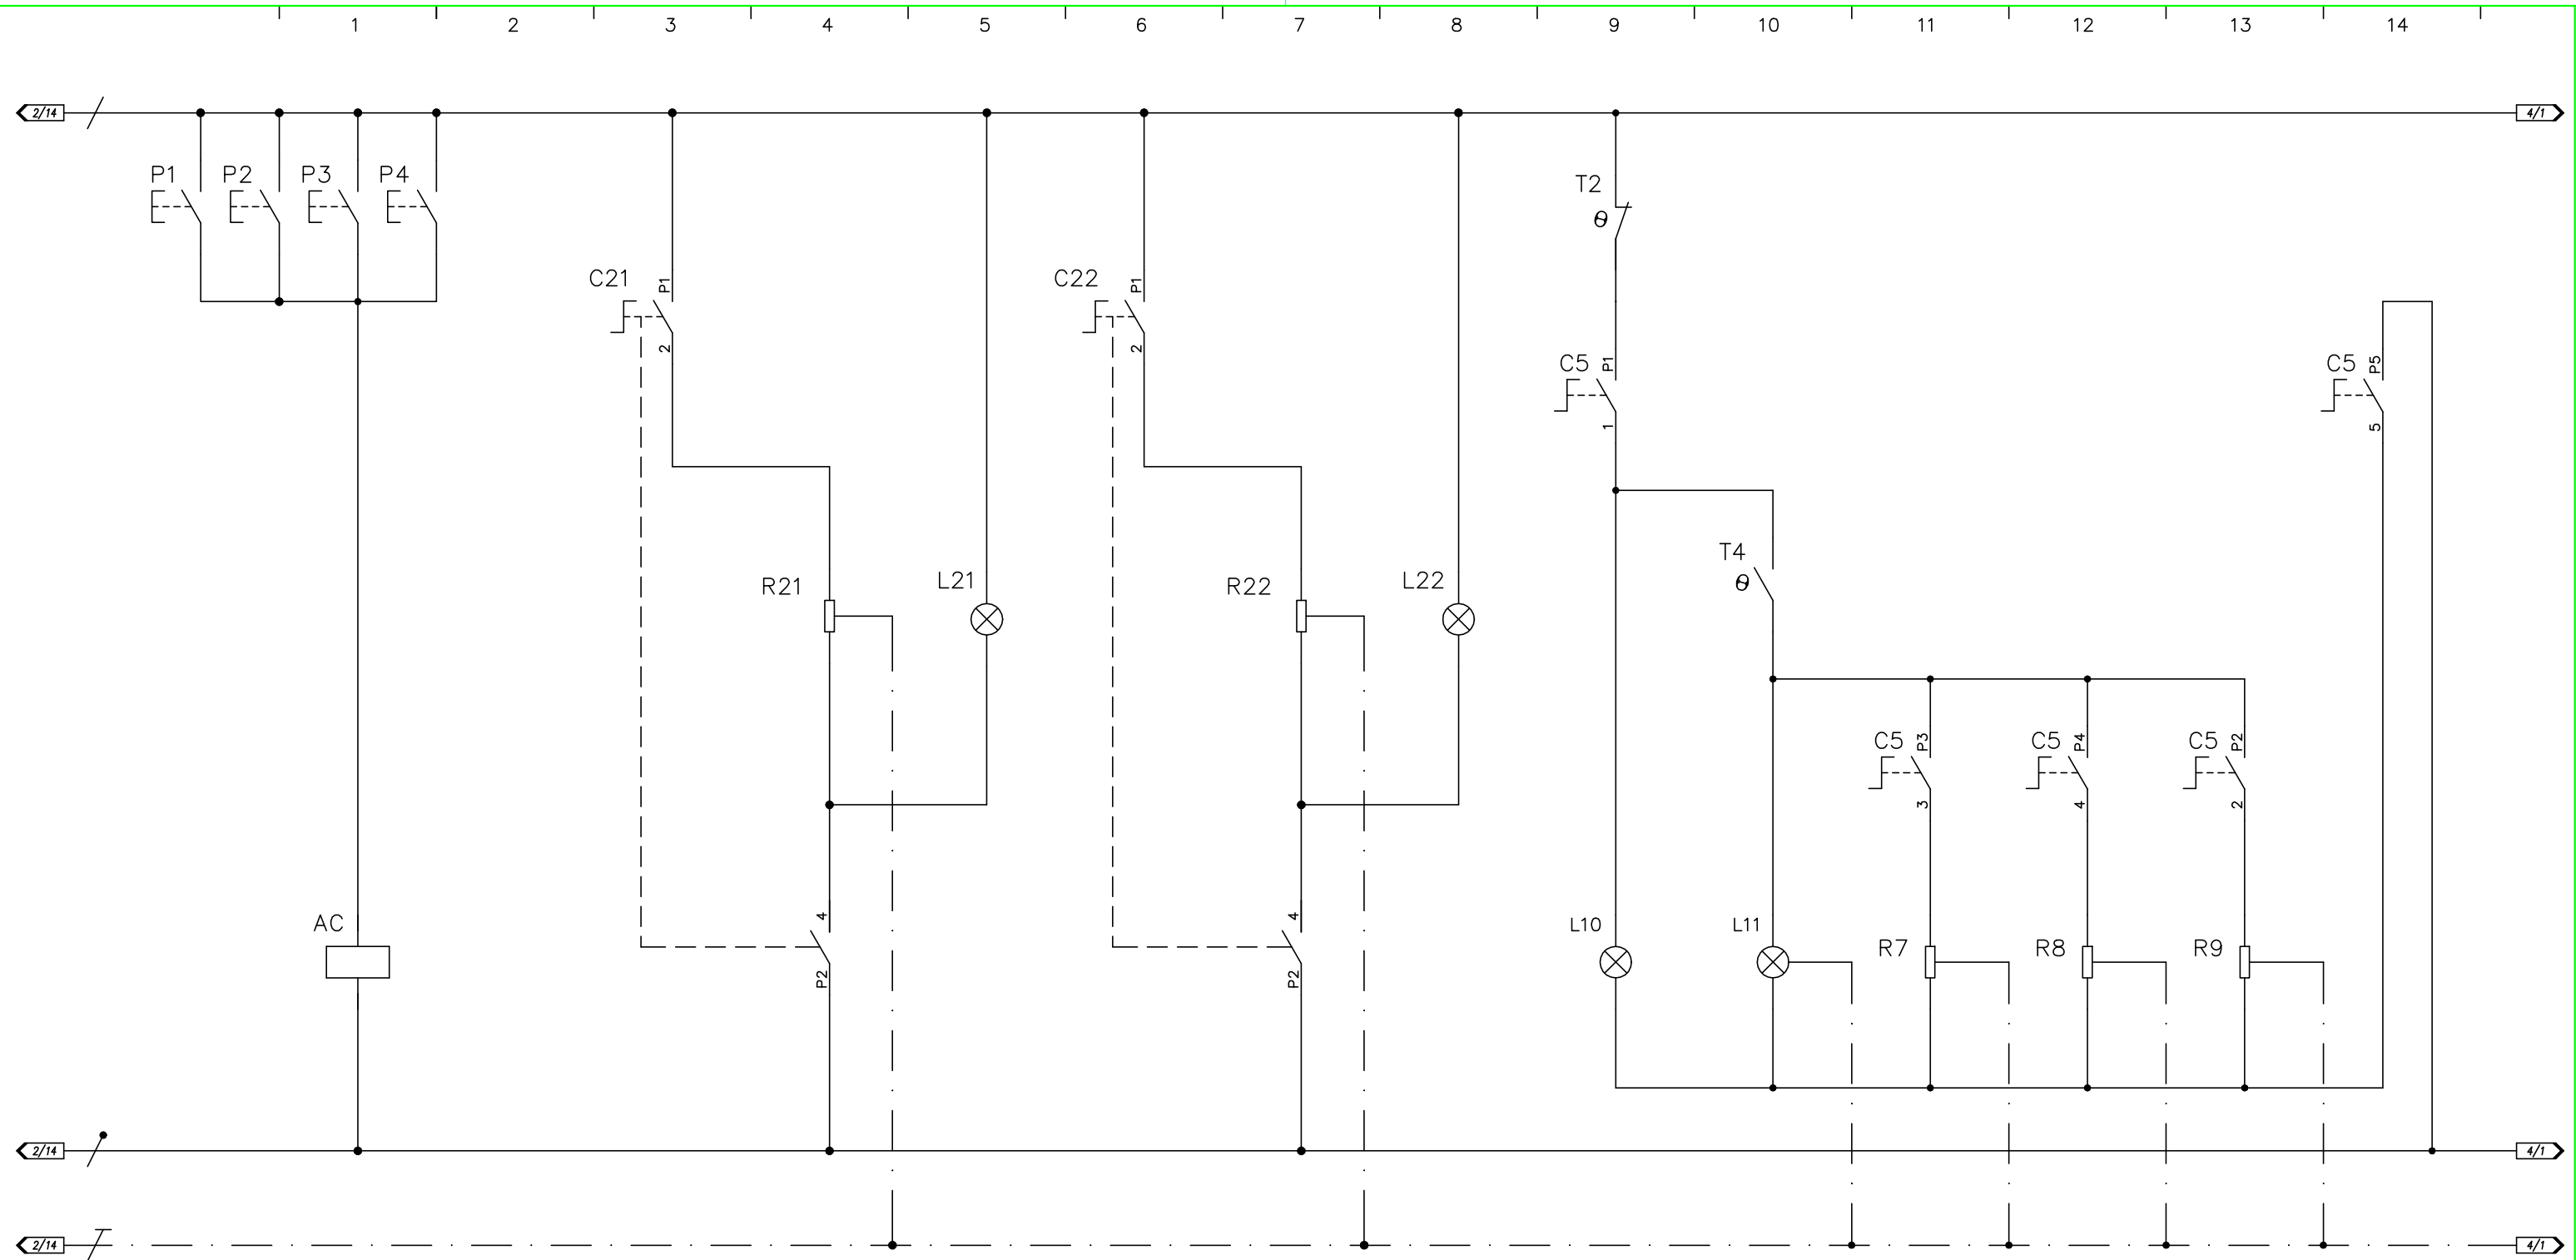 1 2 3 4 5 6 7 8 9 10 11 12 13 14
2/14 4/1
P1 P2 P3 P4 T2
θ
C21 P1 C22 P1
2 2
C5 P1 C5 P5
1 5
T4
θ
R21 L21 R22 L22
C5 P3 C5 P4 C5 P2
3 4 2
AC 4 4 L10 L11
R7 R8 R9
P2 P2
2/14 4/1
2/14 4/1